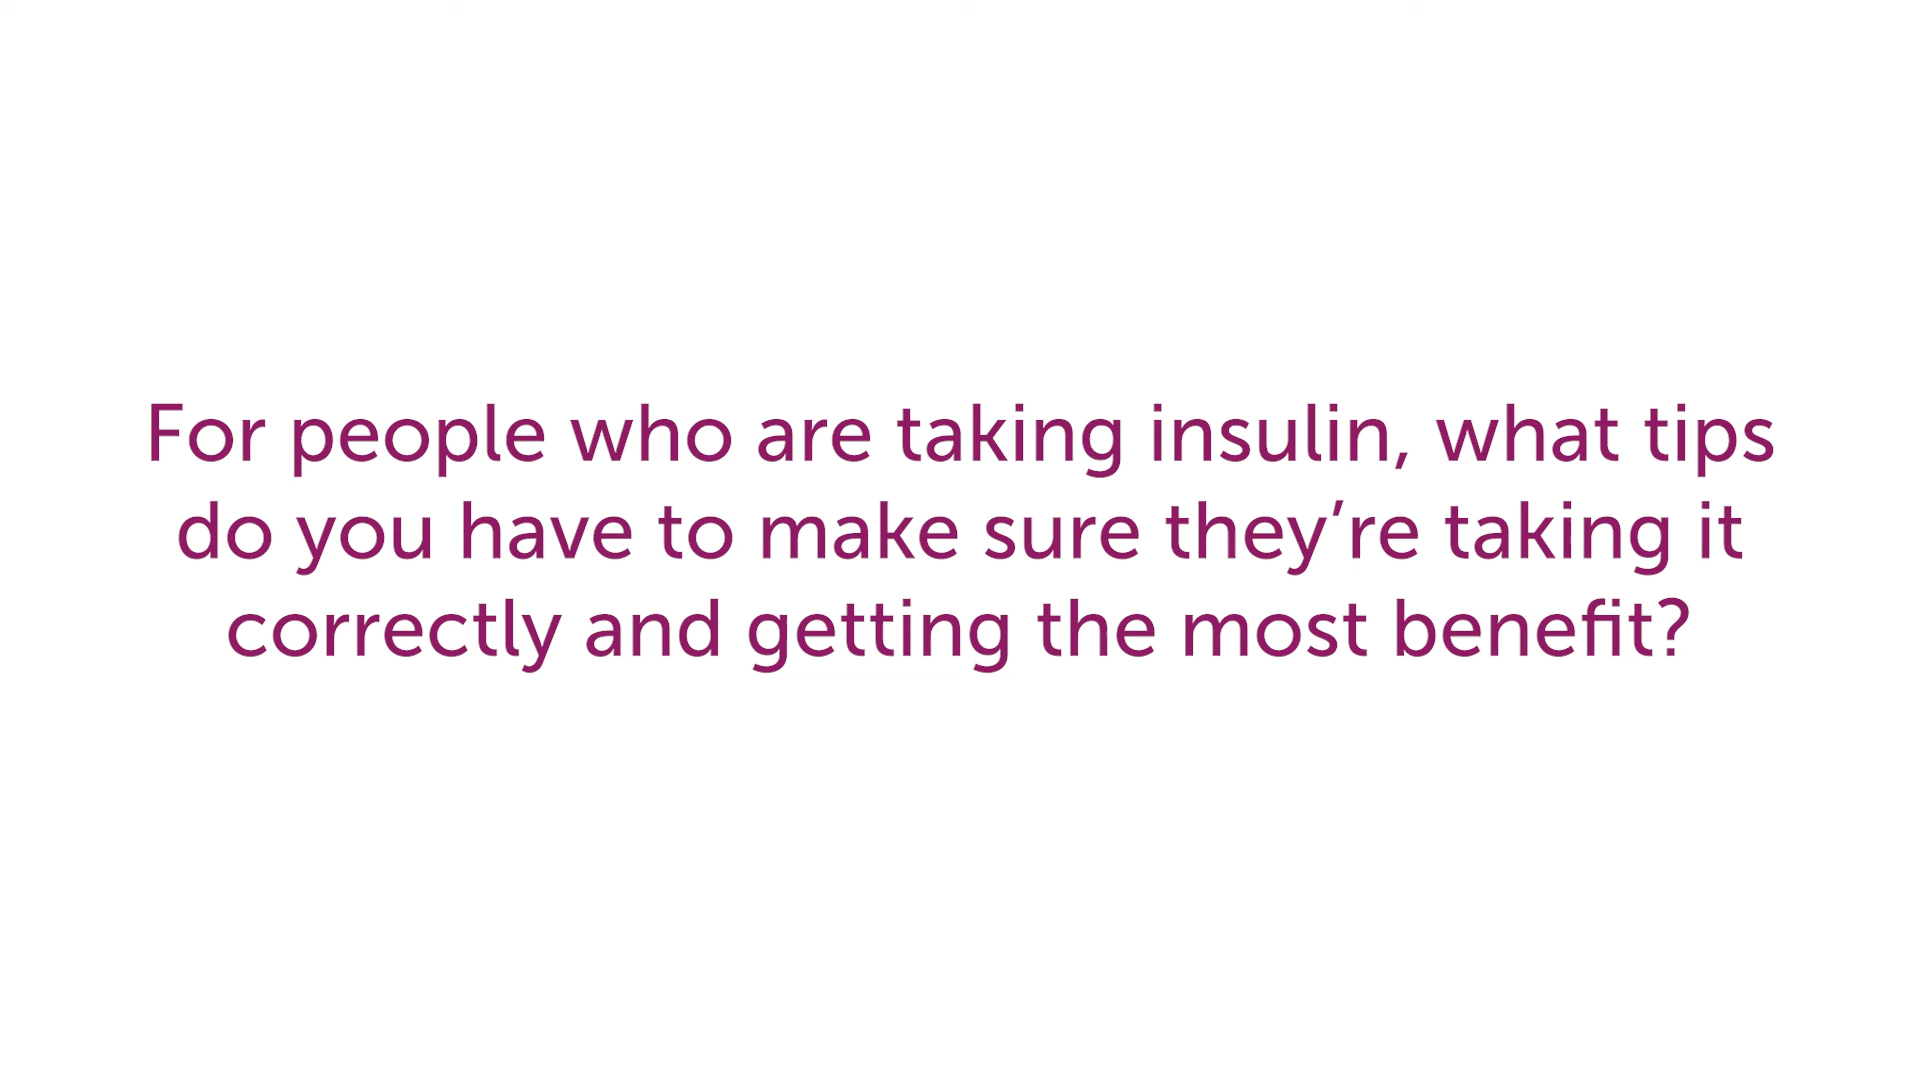 For people who are taking insulin, what tips
do you have to make sure they’re taking it
correctly and getting the most benefit?